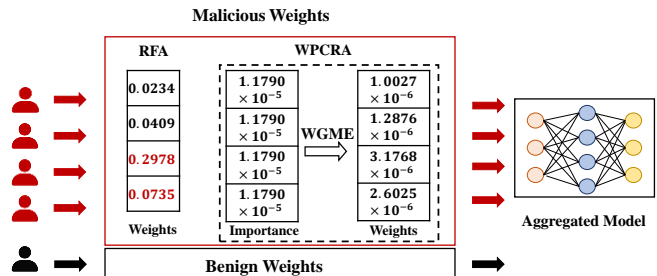 Malicious Weights
RFA
WPCRA
0.0234
0.0409
0.2978
0.0735
Weights
1.1790
× 10⁻⁵
1.1790
× 10⁻⁵
1.1790
× 10⁻⁵
1.1790
× 10⁻⁵
Importance
WGME
1.0027
× 10⁻⁶
1.2876
× 10⁻⁶
3.1768
× 10⁻⁶
2.6025
× 10⁻⁶
Weights
Aggregated Model
Benign Weights